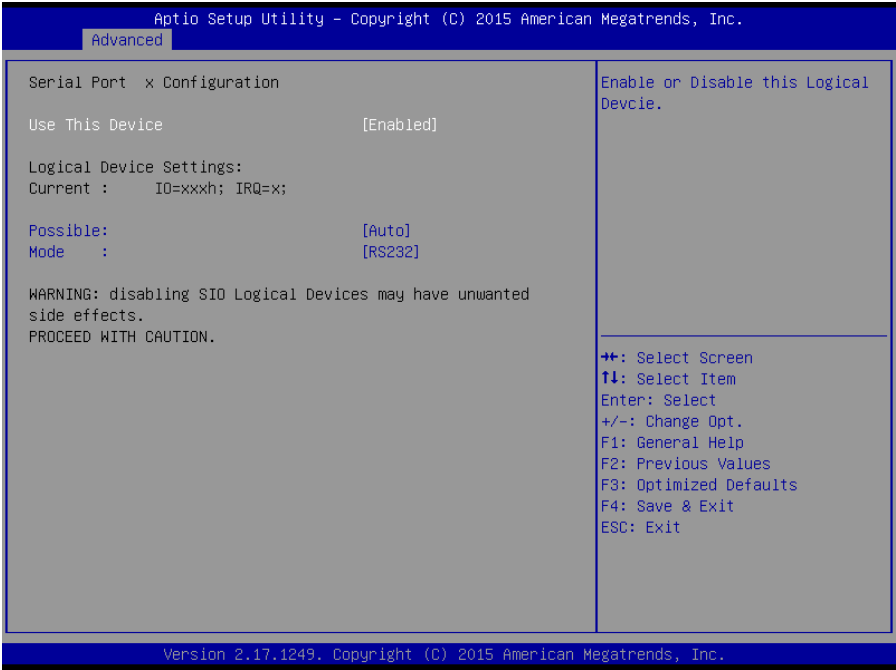 Aptio Setup Utility – Copyright (C) 2015 American Megatrends, Inc.
Advanced
Serial Port x Configuration
Use This Device [Enabled]
Logical Device Settings:
Current : IO=xxxh; IRQ=x;
Possible: [Auto]
Mode : [RS232]
WARNING: disabling SIO Logical Devices may have unwanted
side effects.
PROCEED WITH CAUTION.
Enable or Disable this Logical
Devcie.
→←: Select Screen
↑↓: Select Item
Enter: Select
+/-: Change Opt.
F1: General Help
F2: Previous Values
F3: Optimized Defaults
F4: Save & Exit
ESC: Exit
Version 2.17.1249. Copyright (C) 2015 American Megatrends, Inc.